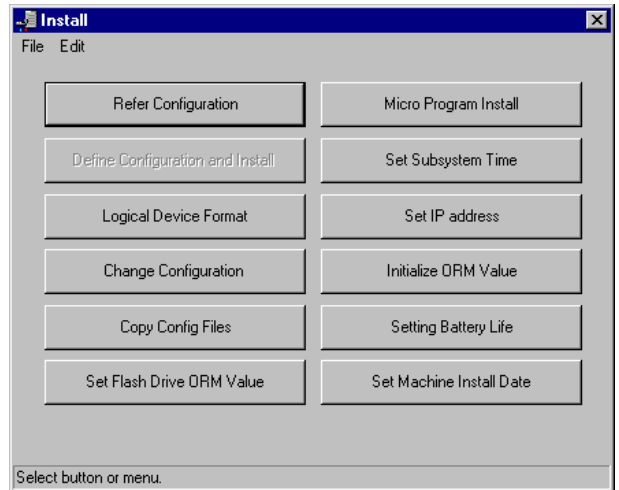 Install
File Edit
Refer Configuration
Micro Program Install
Define Configuration and Install
Set Subsystem Time
Logical Device Format
Set IP address
Change Configuration
Initialize ORM Value
Copy Config Files
Setting Battery Life
Set Flash Drive ORM Value
Set Machine Install Date
Select button or menu.